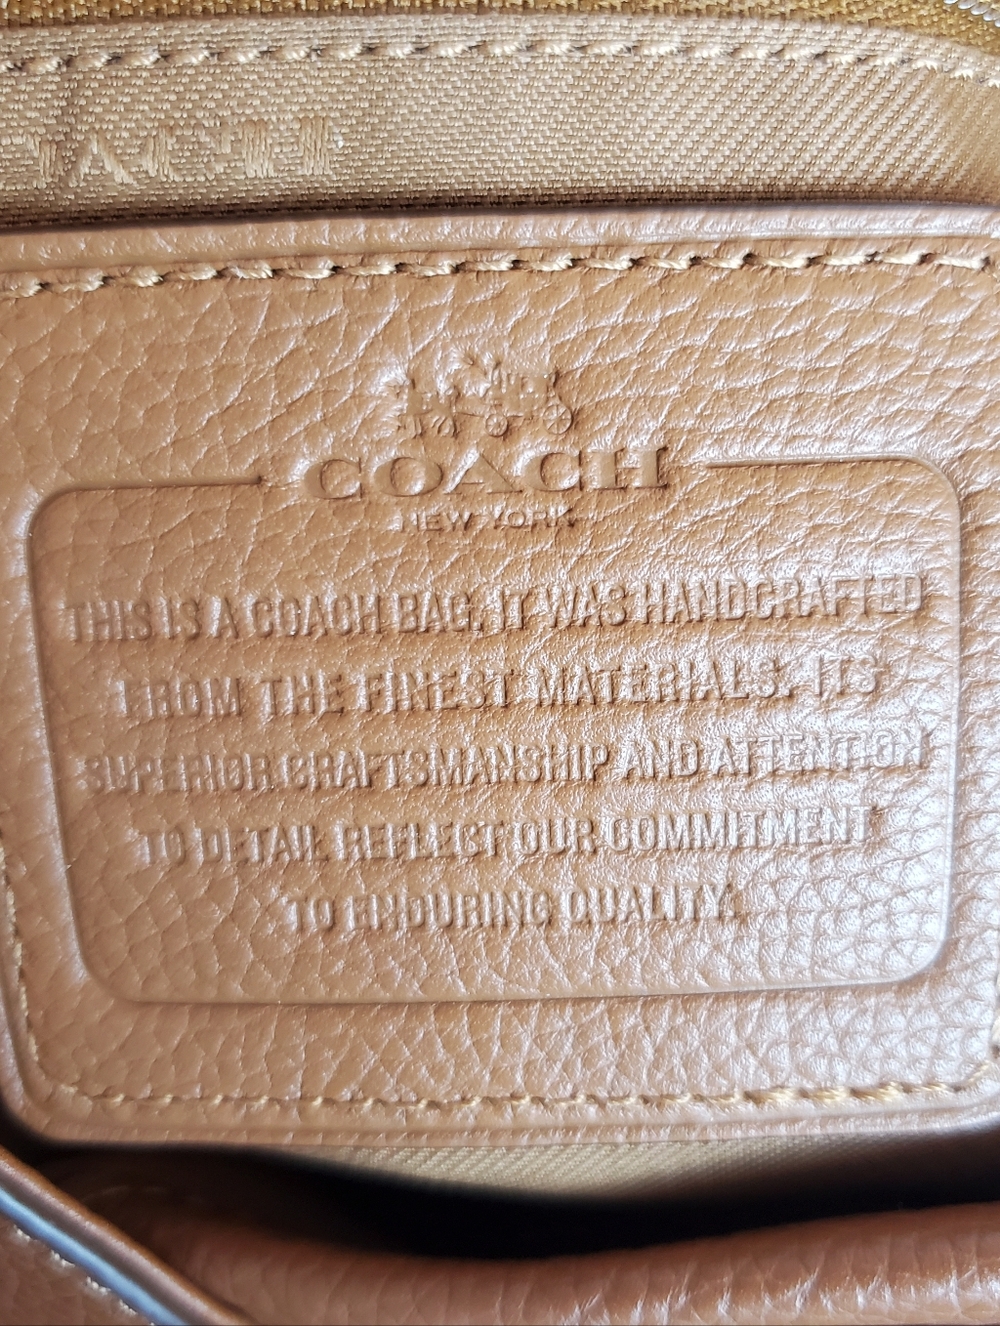 COACH
NEW YORK
THIS IS A COACH BAG. IT WAS HANDCRAFTED
FROM THE FINEST MATERIALS. ITS
SUPERIOR CRAFTSMANSHIP AND ATTENTION
TO DETAIL REFLECT OUR COMMITMENT
TO ENDURING QUALITY.